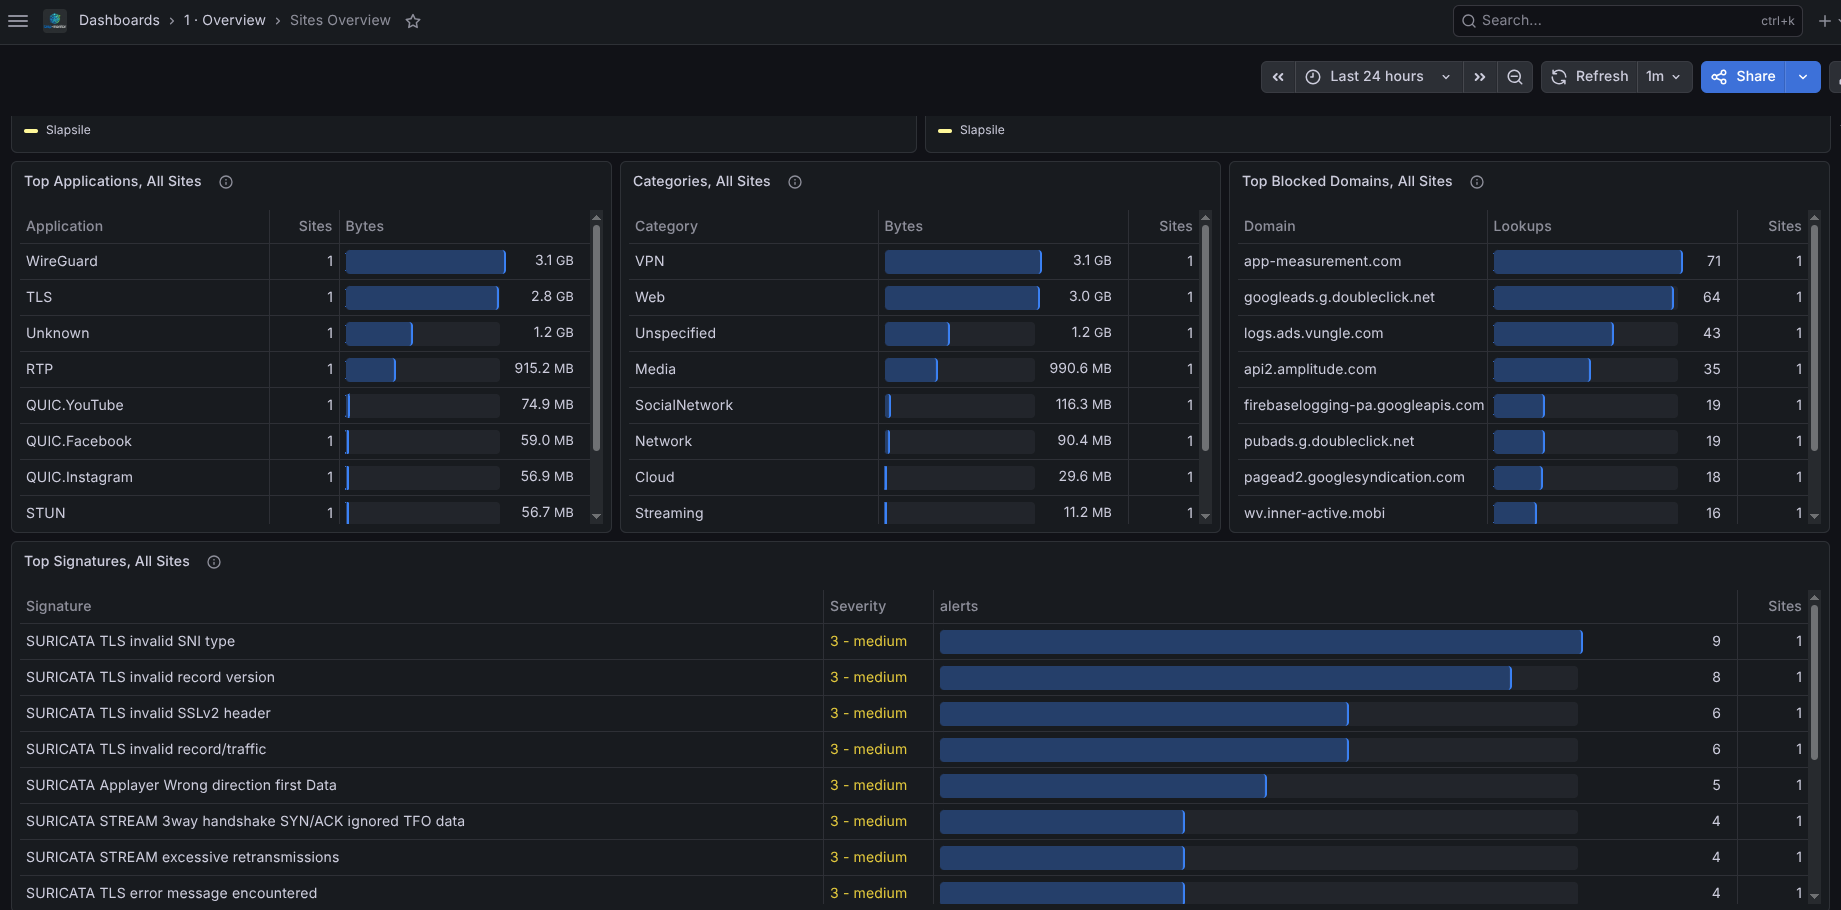 Dashboards › 1 · Overview › Sites Overview
Search... ctrl+k
Last 24 hours Refresh 1m Share
Slapsile Slapsile
Top Applications, All Sites
Application Sites Bytes
WireGuard 1 3.1 GB
TLS 1 2.8 GB
Unknown 1 1.2 GB
RTP 1 915.2 MB
QUIC.YouTube 1 74.9 MB
QUIC.Facebook 1 59.0 MB
QUIC.Instagram 1 56.9 MB
STUN 1 56.7 MB
Categories, All Sites
Category Bytes Sites
VPN 3.1 GB 1
Web 3.0 GB 1
Unspecified 1.2 GB 1
Media 990.6 MB 1
SocialNetwork 116.3 MB 1
Network 90.4 MB 1
Cloud 29.6 MB 1
Streaming 11.2 MB 1
Top Blocked Domains, All Sites
Domain Lookups Sites
app-measurement.com 71 1
googleads.g.doubleclick.net 64 1
logs.ads.vungle.com 43 1
api2.amplitude.com 35 1
firebaselogging-pa.googleapis.com 19 1
pubads.g.doubleclick.net 19 1
pagead2.googlesyndication.com 18 1
wv.inner-active.mobi 16 1
Top Signatures, All Sites
Signature Severity alerts Sites
SURICATA TLS invalid SNI type 3 - medium 9 1
SURICATA TLS invalid record version 3 - medium 8 1
SURICATA TLS invalid SSLv2 header 3 - medium 6 1
SURICATA TLS invalid record/traffic 3 - medium 6 1
SURICATA Applayer Wrong direction first Data 3 - medium 5 1
SURICATA STREAM 3way handshake SYN/ACK ignored TFO data 3 - medium 4 1
SURICATA STREAM excessive retransmissions 3 - medium 4 1
SURICATA TLS error message encountered 3 - medium 4 1